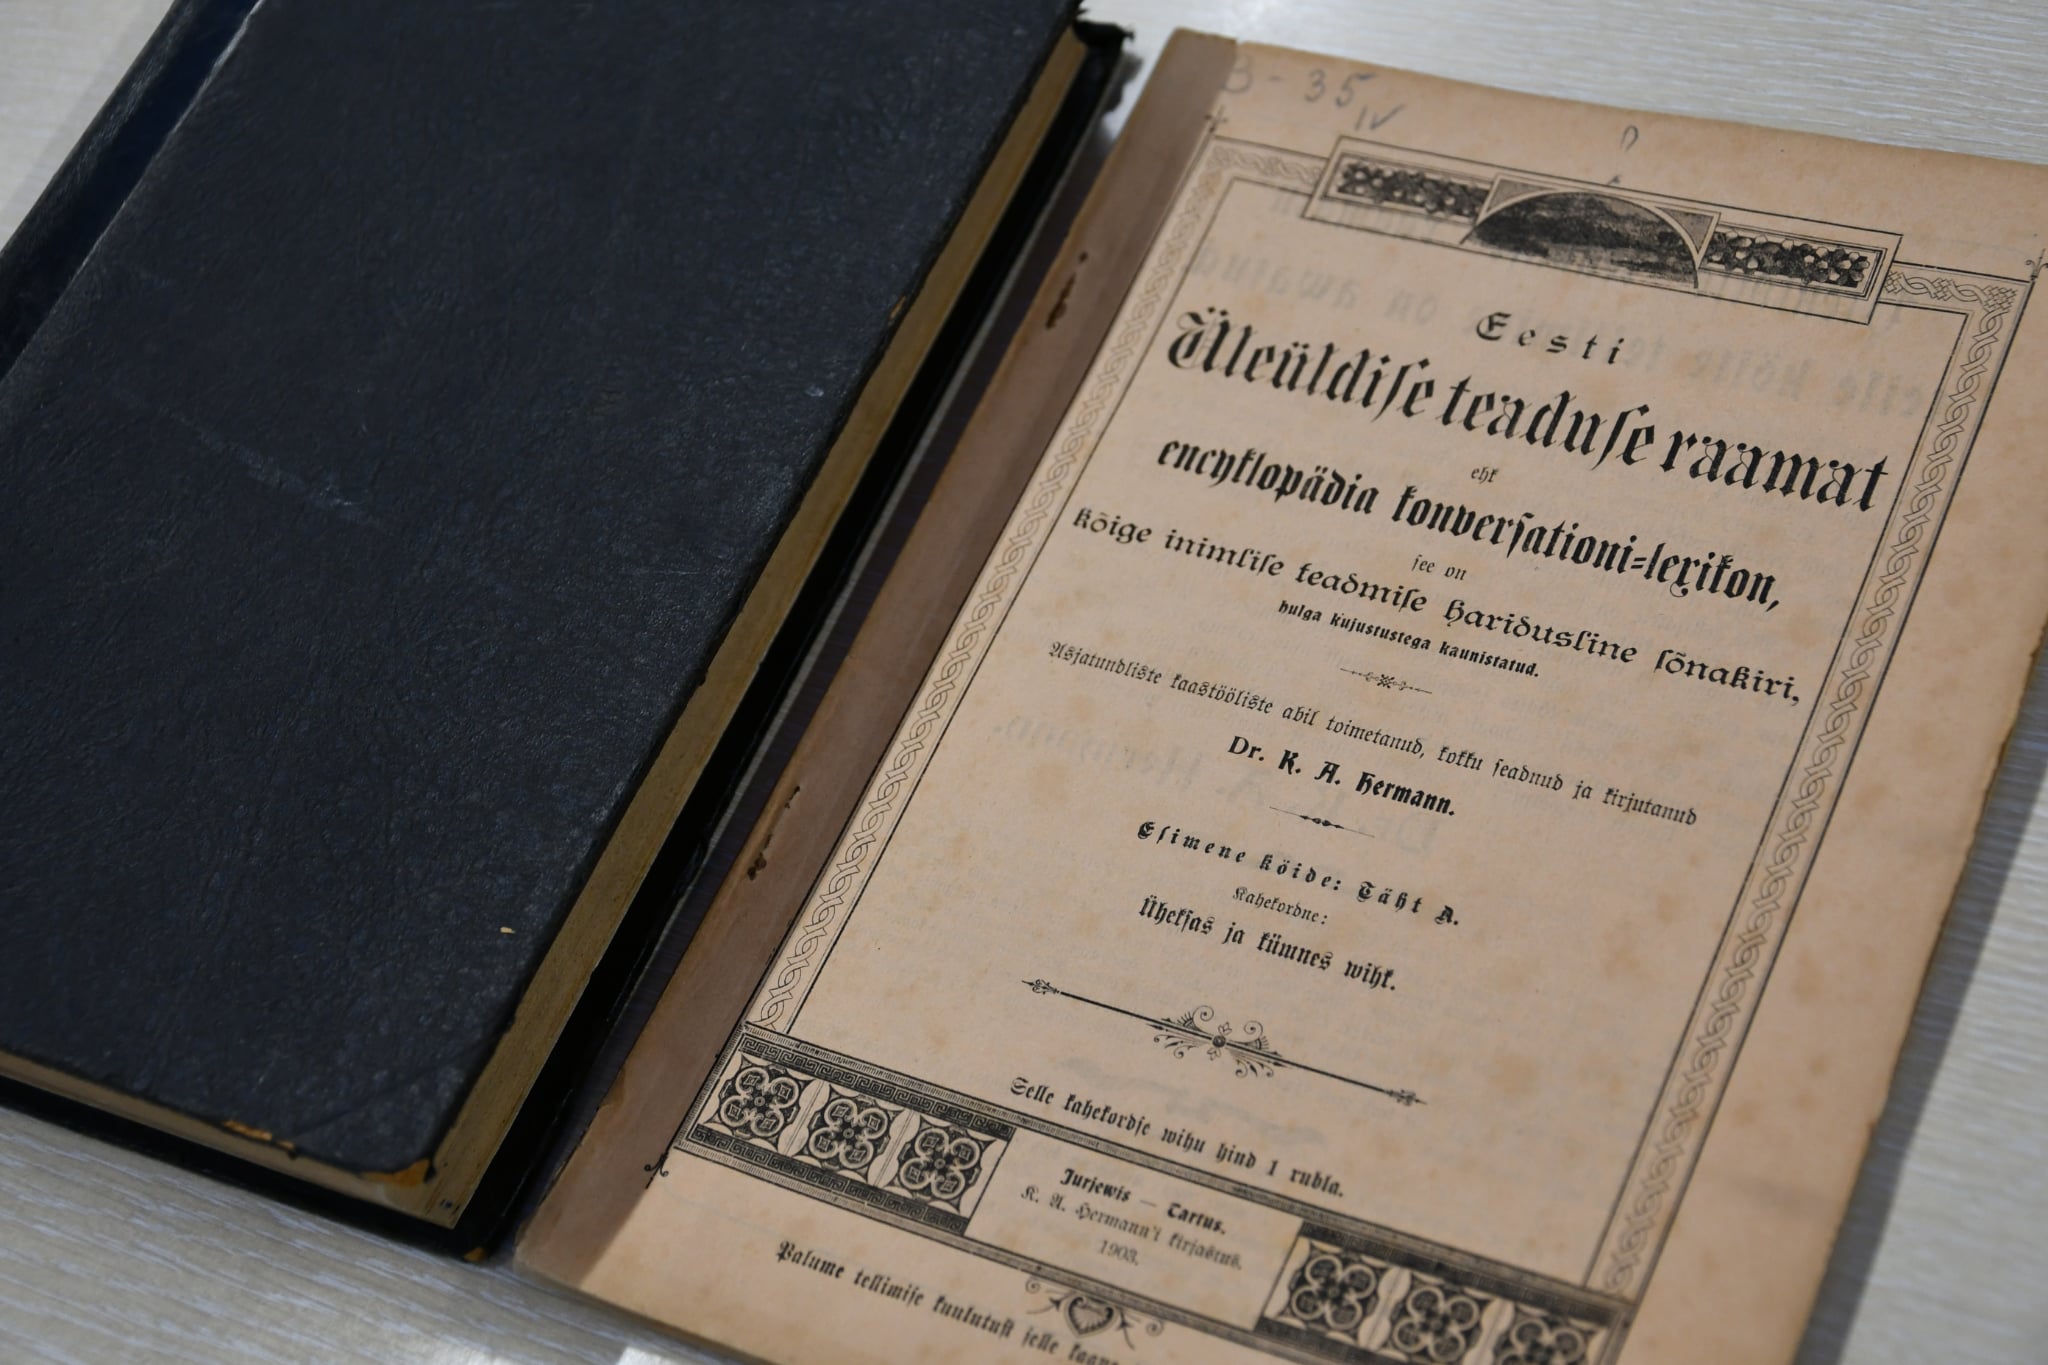 3 - 35
IV
Eesti
Üleüldiſe teaduſe raamat
ehk
encyklopädia konverſationi-lexikon,
ſee on
kõige inimliſe teadmiſe haridusline ſõnakiri,
hulga kujustustega kaunistatud.
Asjatundliste kaastööliste abil toimetanud, kokku ſeadnud ja kirjutanud
Dr. K. A. Hermann.
Eſimene köide: Täht A.
Kahekordne:
Ühekſas ja kümnes wihk.
Selle kahekordſe wihu hind 1 rubla.
Jurjewis — Tartus.
K. A. Hermann'i kirjastus.
1903.
Palume tellimiſe kuulutuſt ſelle